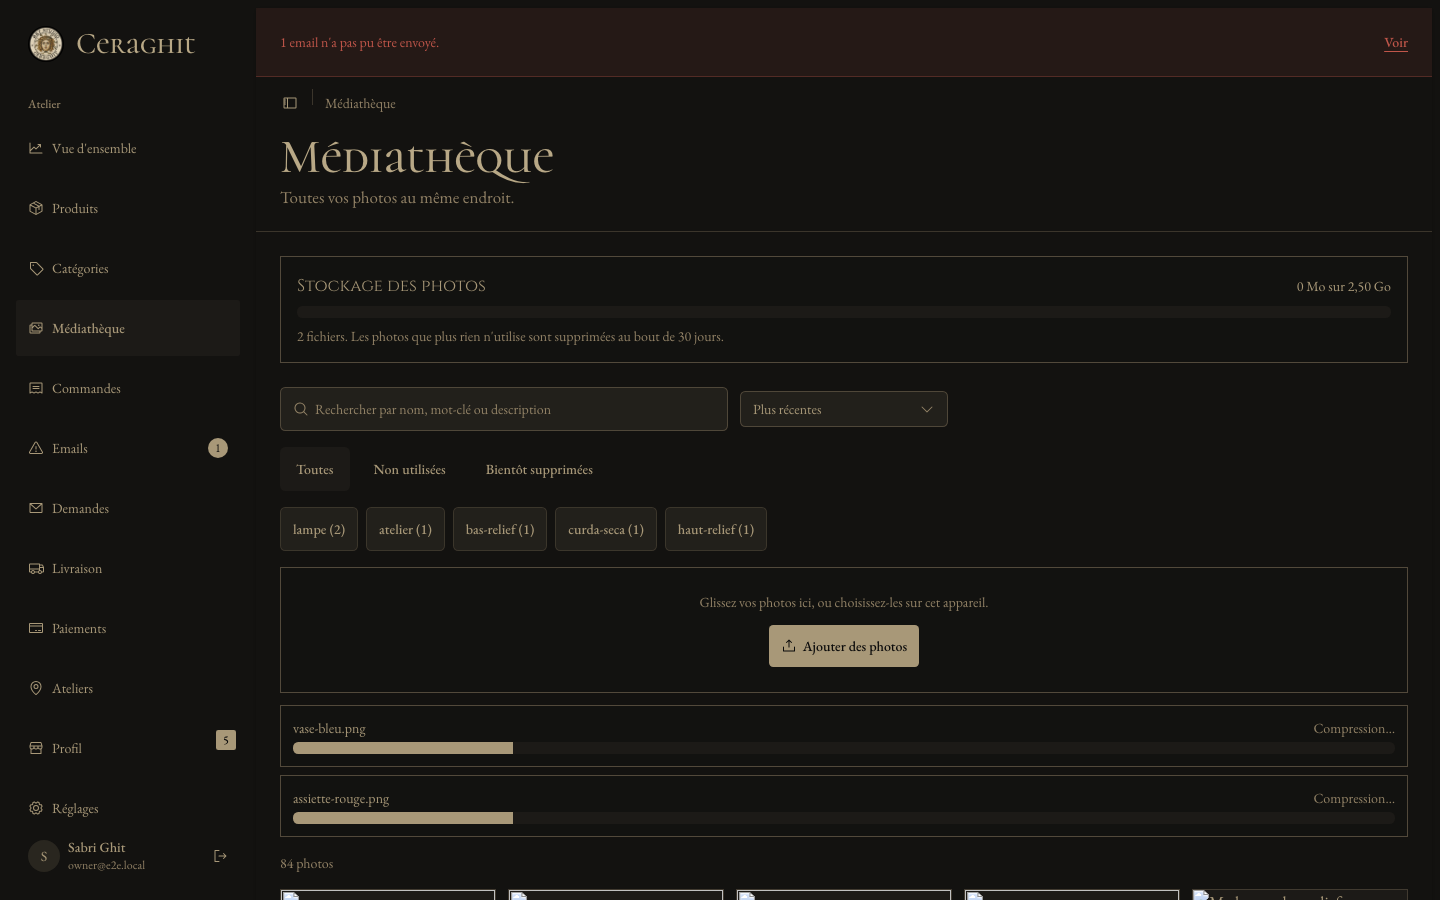 Ceraghit
Atelier
Vue d'ensemble
Produits
Catégories
Médiathèque
Commandes
Emails
1
Demandes
Livraison
Paiements
Ateliers
Profil
5
Réglages
S
Sabri Ghit
owner@e2e.local
1 email n'a pas pu être envoyé.
Voir
Médiathèque
Médiathèque
Toutes vos photos au même endroit.
Stockage des photos
0 Mo sur 2,50 Go
2 fichiers. Les photos que plus rien n'utilise sont supprimées au bout de 30 jours.
Rechercher par nom, mot-clé ou description
Plus récentes
Toutes Non utilisées Bientôt supprimées
lampe (2) atelier (1) bas-relief (1) curda-seca (1) haut-relief (1)
Glissez vos photos ici, ou choisissez-les sur cet appareil.
Ajouter des photos
vase-bleu.png
Compression…
assiette-rouge.png
Compression…
84 photos